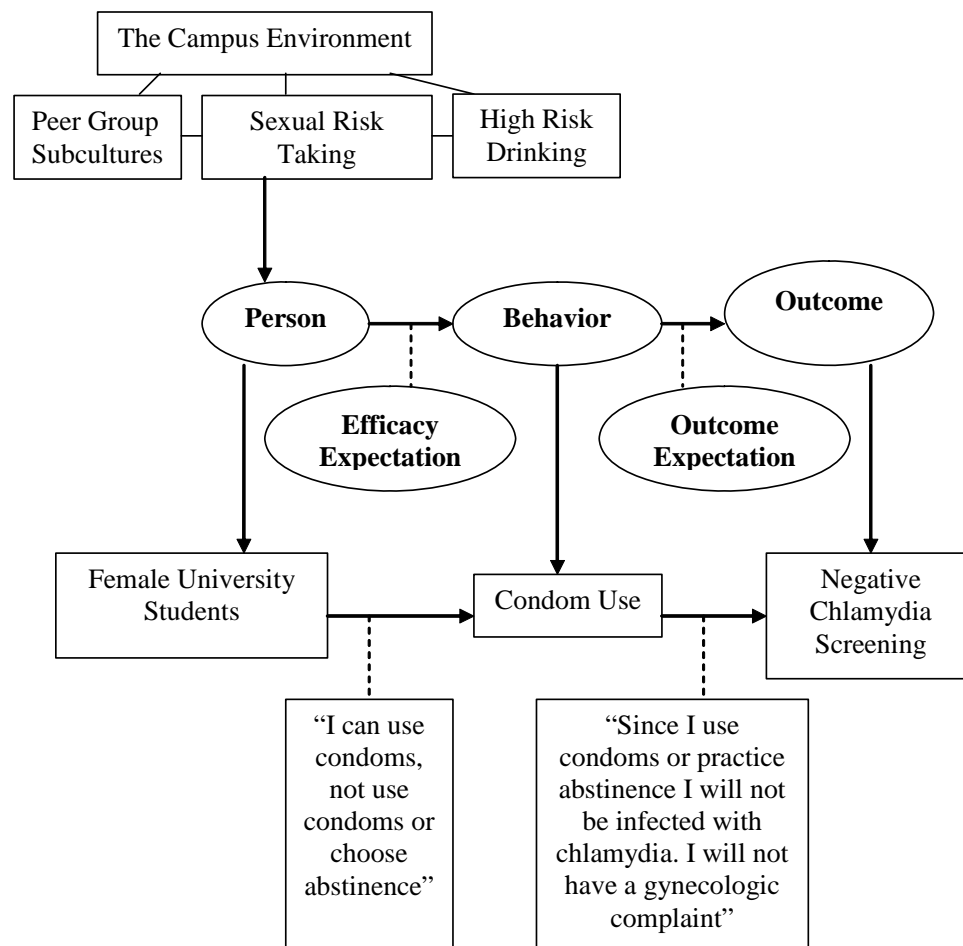 The Campus Environment
Peer Group
Subcultures
Sexual Risk
Taking
High Risk
Drinking
Person
Behavior
Outcome
Efficacy
Expectation
Outcome
Expectation
Female University
Students
Condom Use
Negative
Chlamydia
Screening
“I can use
condoms,
not use
condoms or
choose
abstinence”
“Since I use
condoms or practice
abstinence I will not
be infected with
chlamydia. I will not
have a gynecologic
complaint”